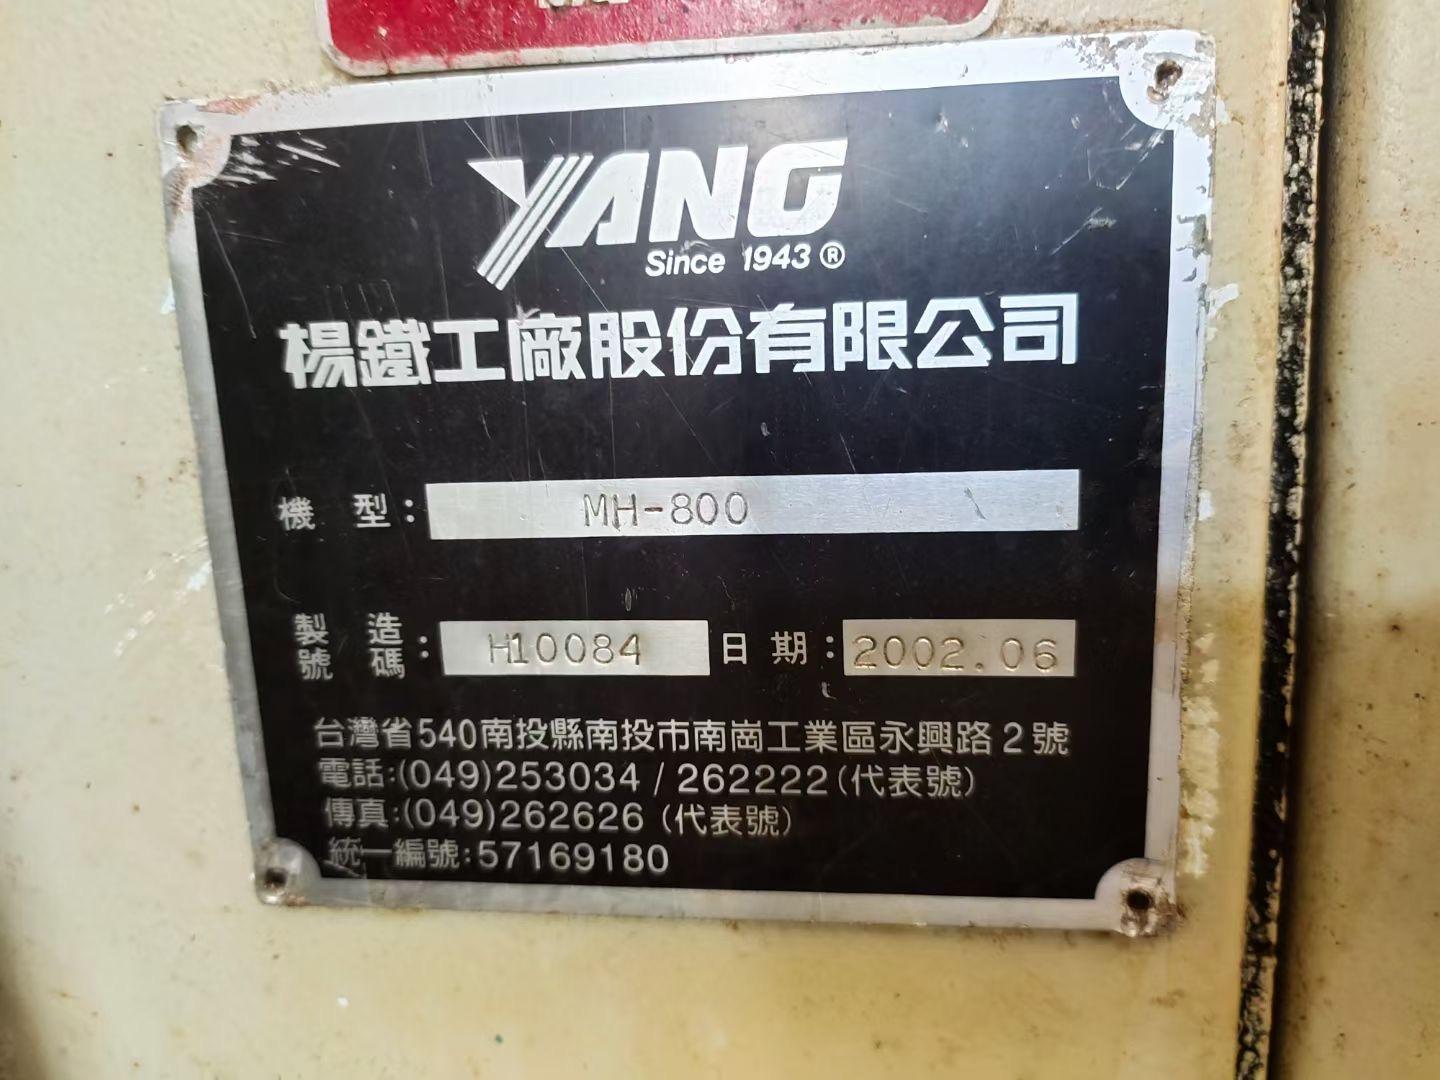 YANG
Since 1943 ®
楊鐵工廠股份有限公司
機型: MH-800
製造號碼: H10084 日期: 2002.06
台灣省540南投縣南投市南崗工業區永興路2號
電話:(049)253034 / 262222(代表號)
傳真:(049)262626 (代表號)
統一編號:57169180